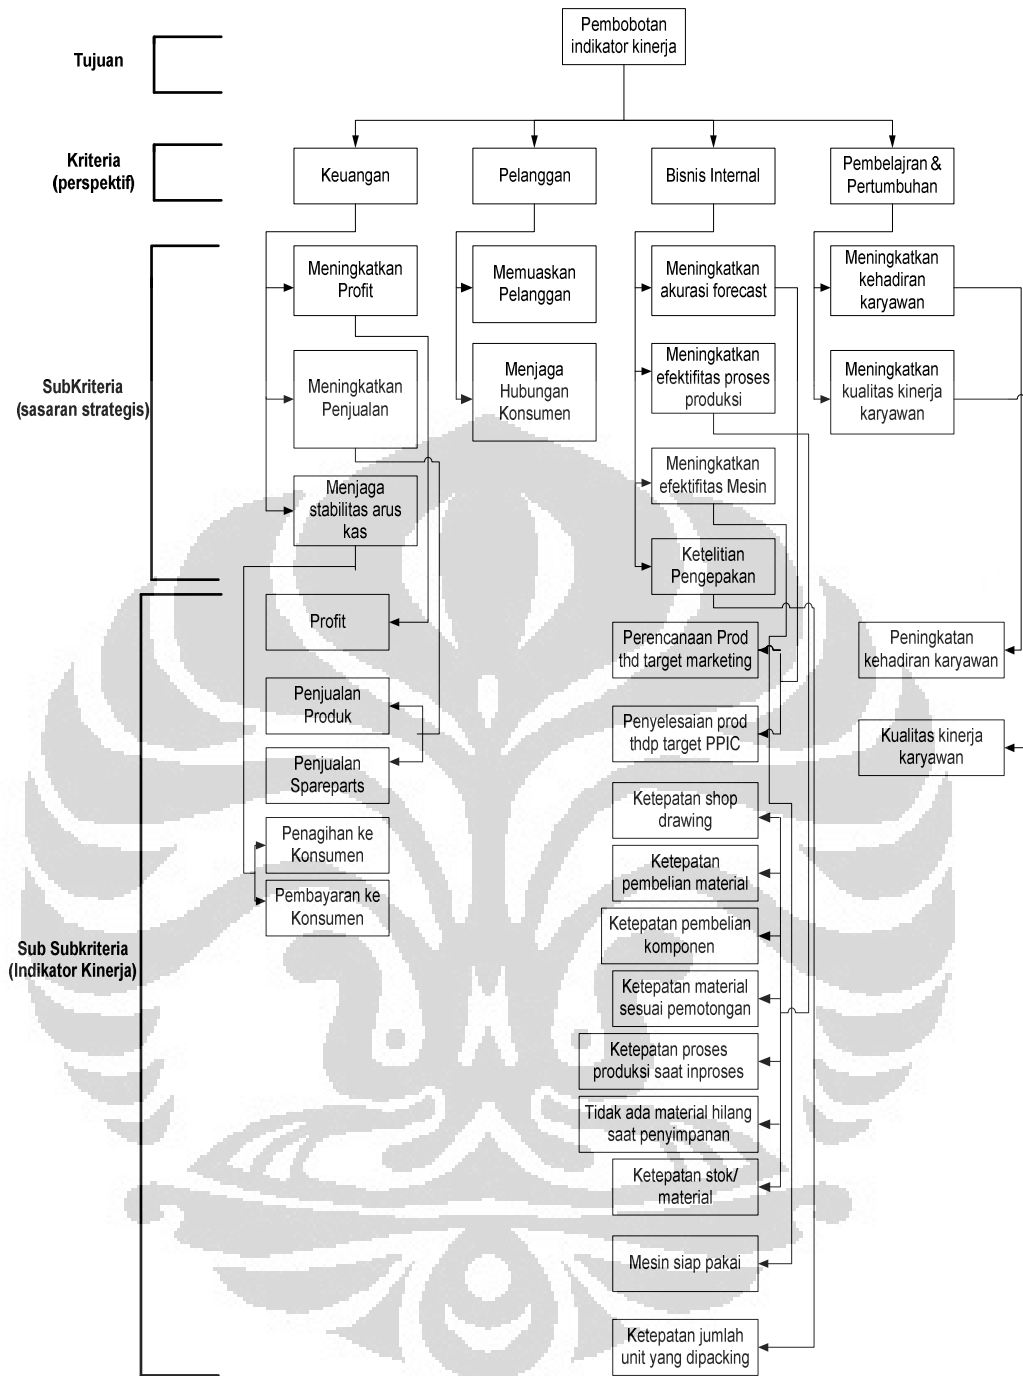 Pembobotan
indikator kinerja
Tujuan
Kriteria
(perspektif)
Keuangan
Pelanggan
Bisnis Internal
Pembelajran &
Pertumbuhan
SubKriteria
(sasaran strategis)
Meningkatkan
Profit
Memuaskan
Pelanggan
Meningkatkan
akurasi forecast
Meningkatkan
kehadiran
karyawan
Meningkatkan
Penjualan
Menjaga
Hubungan
Konsumen
Meningkatkan
efektifitas proses
produksi
Meningkatkan
kualitas kinerja
karyawan
Menjaga
stabilitas arus
kas
Meningkatkan
efektifitas Mesin
Ketelitian
Pengepakan
Sub Subkriteria
(Indikator Kinerja)
Profit
Penjualan
Produk
Penjualan
Spareparts
Penagihan ke
Konsumen
Pembayaran ke
Konsumen
Perencanaan Prod
thd target marketing
Penyelesaian prod
thdp target PPIC
Ketepatan shop
drawing
Ketepatan
pembelian material
Ketepatan pembelian
komponen
Ketepatan material
sesuai pemotongan
Ketepatan proses
produksi saat inproses
Tidak ada material hilang
saat penyimpanan
Ketepatan stok/
material
Mesin siap pakai
Ketepatan jumlah
unit yang dipacking
Peningkatan
kehadiran karyawan
Kualitas kinerja
karyawan